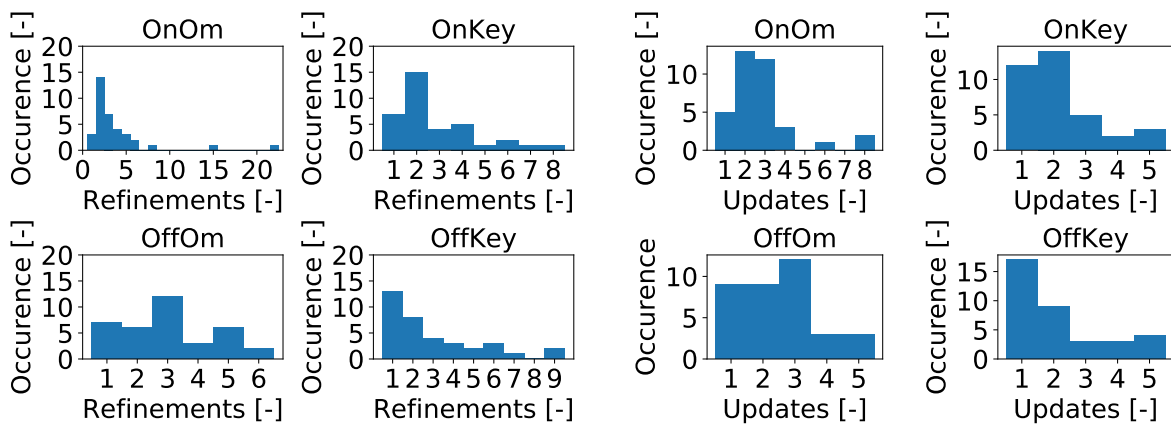 OnOm
Occurence [-]
20
15
10
5
0
0 5 10 15 20
Refinements [-]
OnKey
Occurence [-]
20
15
10
5
0
1 2 3 4 5 6 7 8
Refinements [-]
OnOm
Occurence [-]
10
5
0
1 2 3 4 5 6 7 8
Updates [-]
OnKey
Occurence [-]
10
5
0
1 2 3 4 5
Updates [-]
OffOm
Occurence [-]
20
15
10
5
0
1 2 3 4 5 6
Refinements [-]
OffKey
Occurence [-]
20
15
10
5
0
1 2 3 4 5 6 7 8 9
Refinements [-]
OffOm
Occurence
10
5
0
1 2 3 4 5
Updates [-]
OffKey
Occurence [-]
15
10
5
0
1 2 3 4 5
Updates [-]